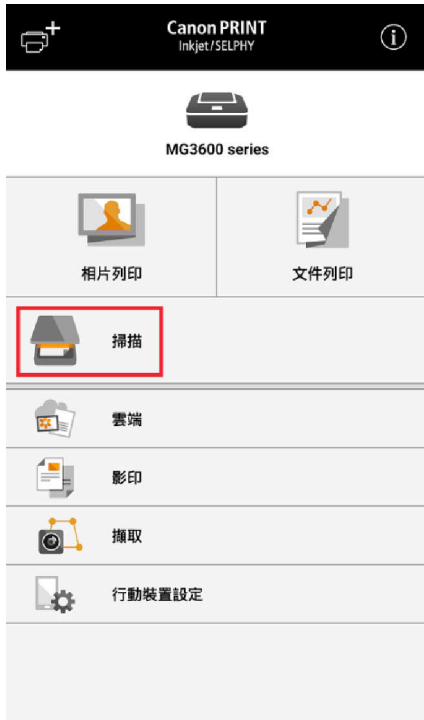 Canon PRINT
Inkjet/SELPHY
MG3600 series
相片列印
文件列印
掃描
雲端
影印
擷取
行動裝置設定